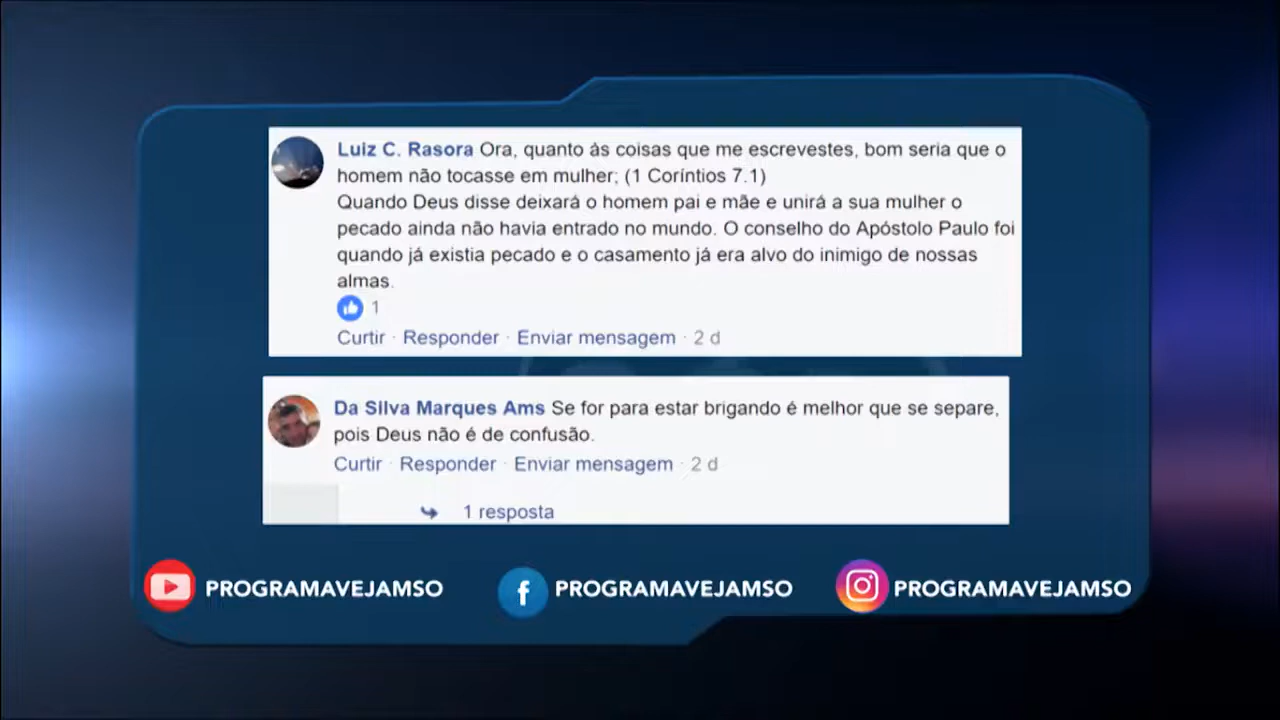 Luiz C. Rasora Ora, quanto às coisas que me escrevestes, bom seria que o
homem não tocasse em mulher; (1 Coríntios 7.1)
Quando Deus disse deixará o homem pai e mãe e unirá a sua mulher o
pecado ainda não havia entrado no mundo. O conselho do Apóstolo Paulo foi
quando já existia pecado e o casamento já era alvo do inimigo de nossas
almas.
1
Curtir · Responder · Enviar mensagem · 2 d
Da Silva Marques Ams Se for para estar brigando é melhor que se separe,
pois Deus não é de confusão.
Curtir · Responder · Enviar mensagem · 2 d
1 resposta
PROGRAMAVEJAMSO PROGRAMAVEJAMSO PROGRAMAVEJAMSO